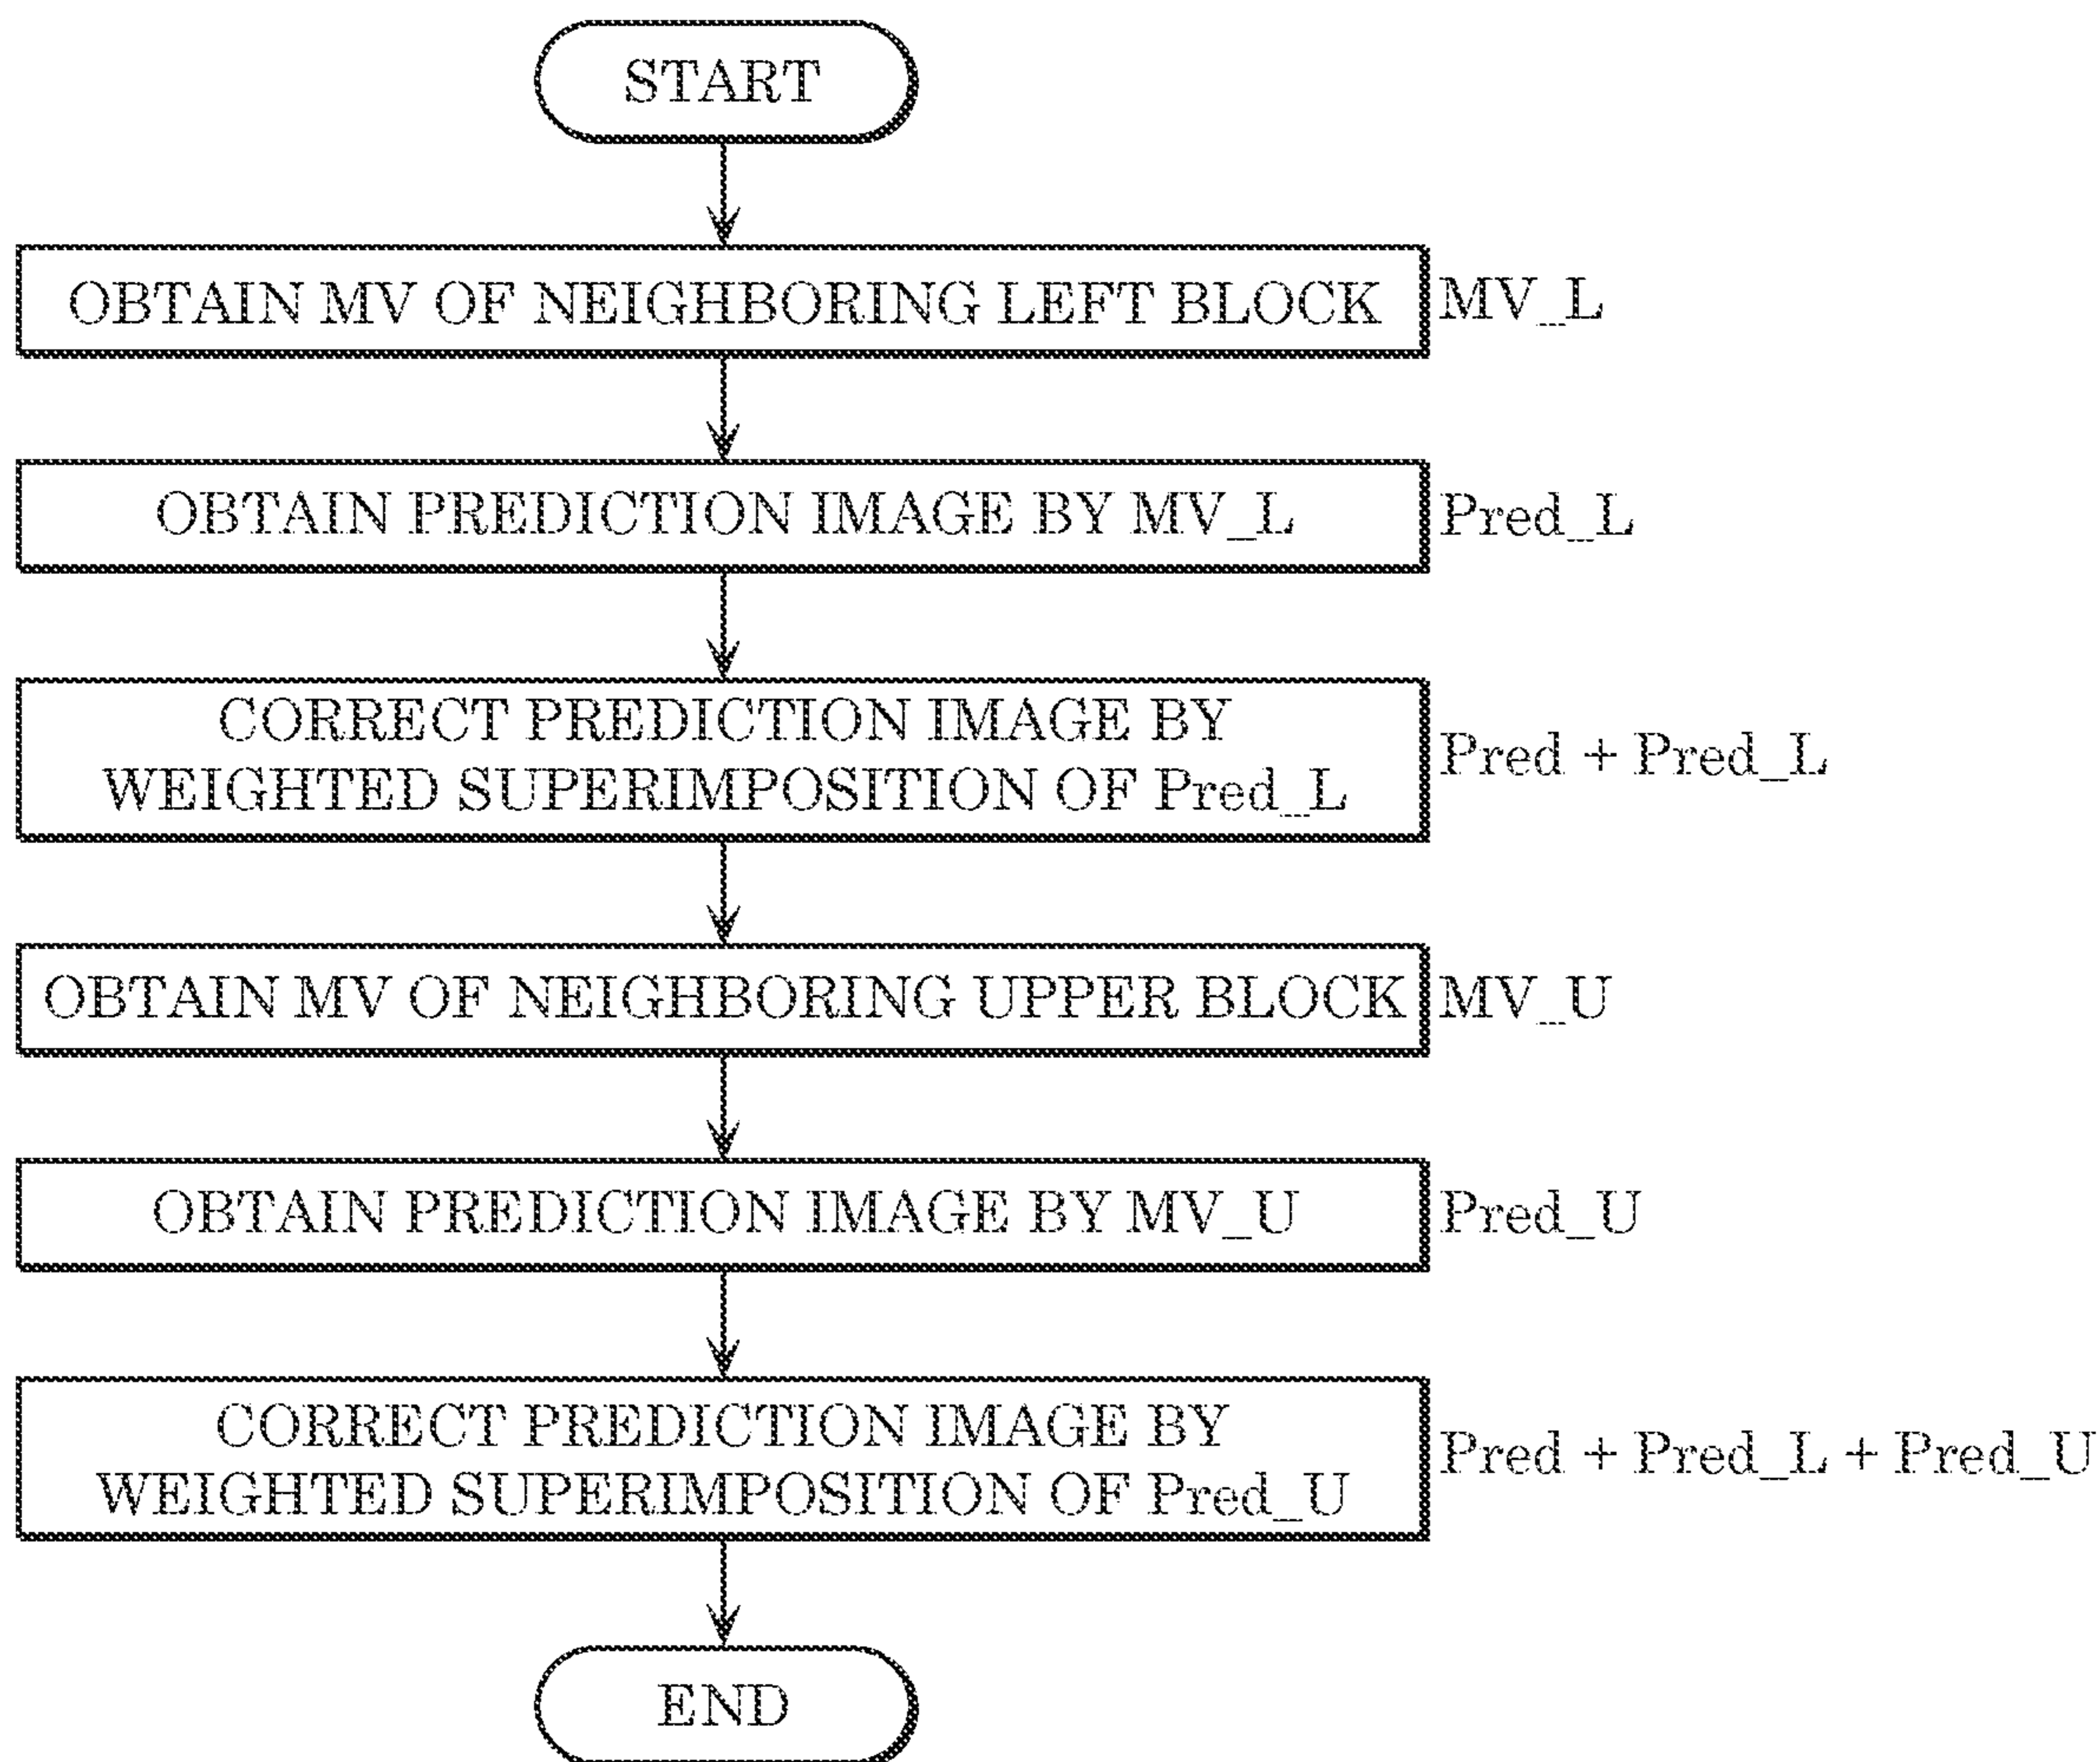 START
OBTAIN MV OF NEIGHBORING LEFT BLOCK MV_L
OBTAIN PREDICTION IMAGE BY MV_L Pred_L
CORRECT PREDICTION IMAGE BY
WEIGHTED SUPERIMPOSITION OF Pred_L
Pred + Pred_L
OBTAIN MV OF NEIGHBORING UPPER BLOCK MV_U
OBTAIN PREDICTION IMAGE BY MV_U Pred_U
CORRECT PREDICTION IMAGE BY
WEIGHTED SUPERIMPOSITION OF Pred_U
Pred + Pred_L + Pred_U
END